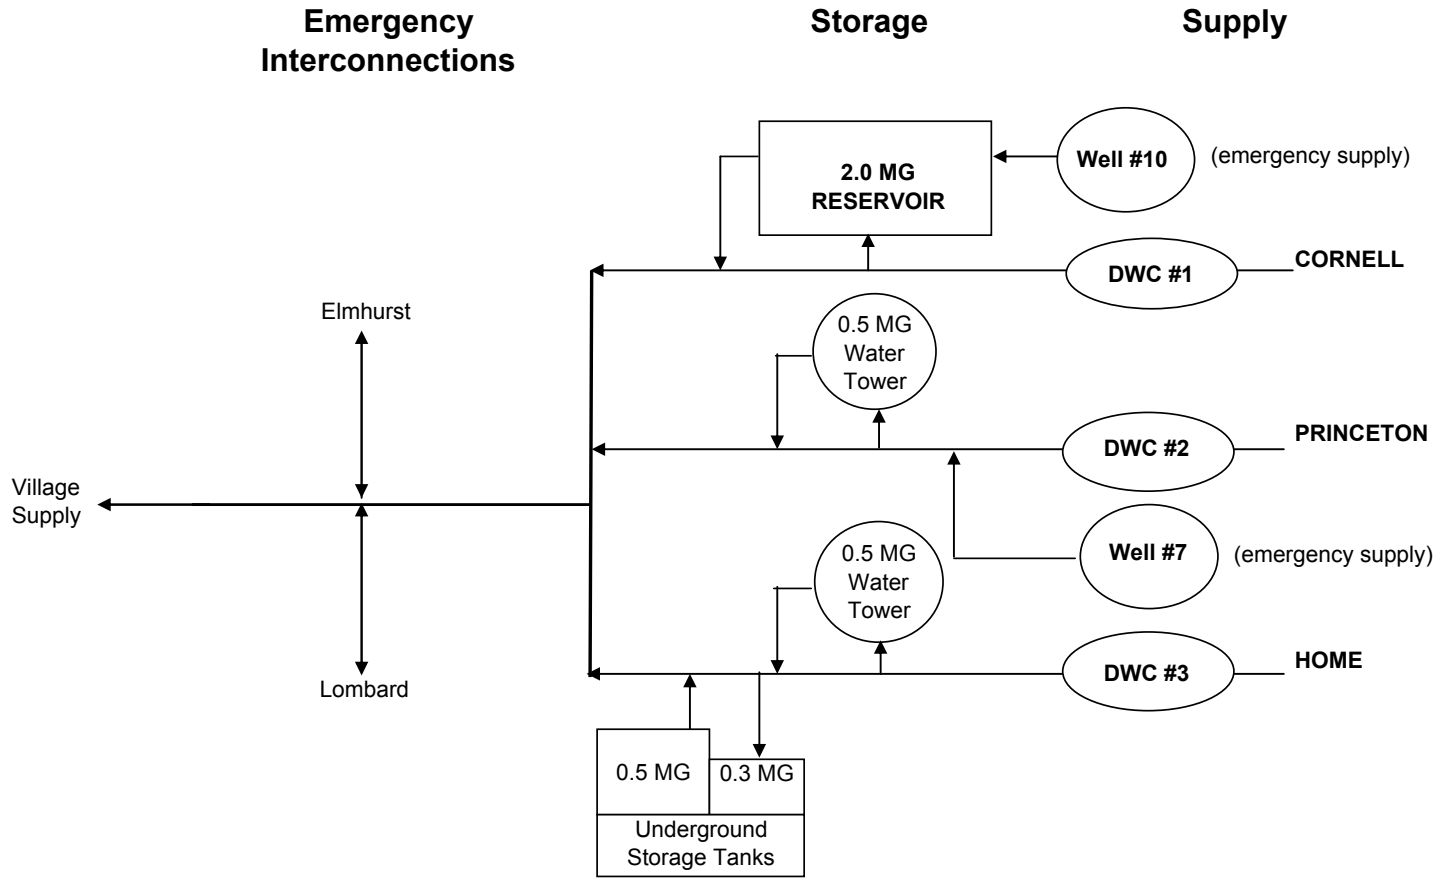 Emergency
Interconnections
Storage
Supply
2.0 MG
RESERVOIR
Well #10
(emergency supply)
DWC #1
CORNELL
Elmhurst
0.5 MG
Water
Tower
DWC #2
PRINCETON
Village
Supply
0.5 MG
Water
Tower
Well #7
(emergency supply)
Lombard
DWC #3
HOME
0.5 MG
0.3 MG
Underground
Storage Tanks